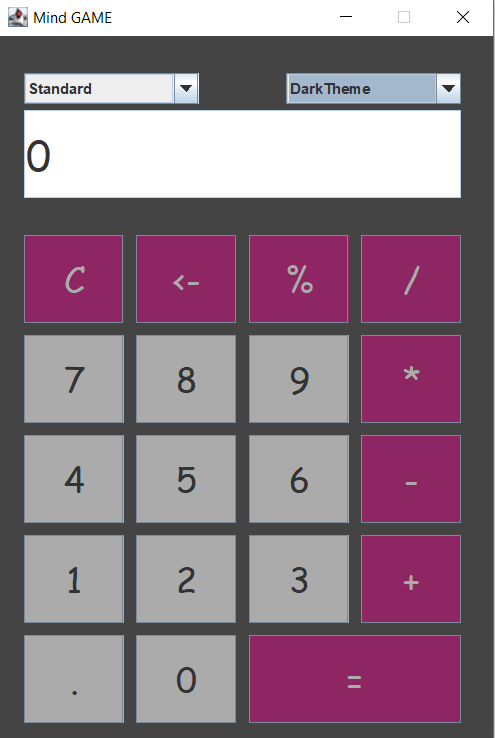 Mind GAME
Standard DarkTheme
0
C <- % /
7 8 9 *
4 5 6 -
1 2 3 +
. 0 =